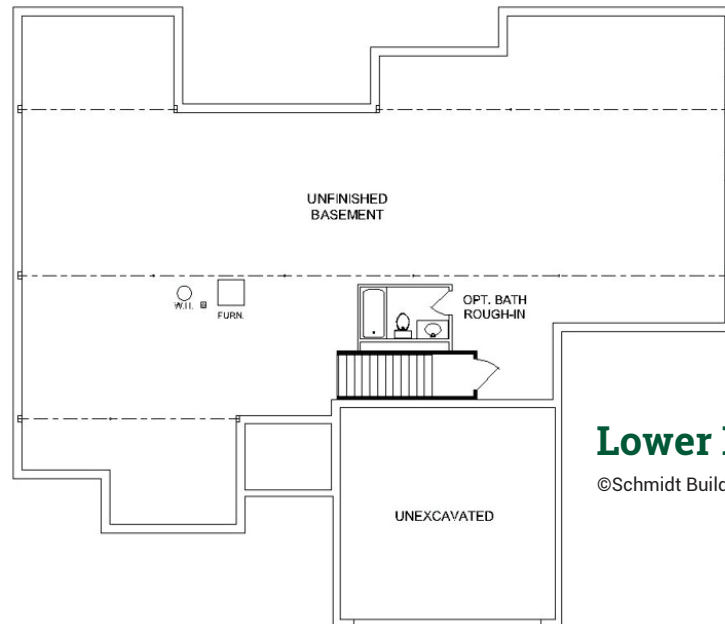 UNFINISHED
BASEMENT
OPT. BATH
ROUGH-IN
W.H.
FURN.
Lower
©Schmidt Build
UNEXCAVATED